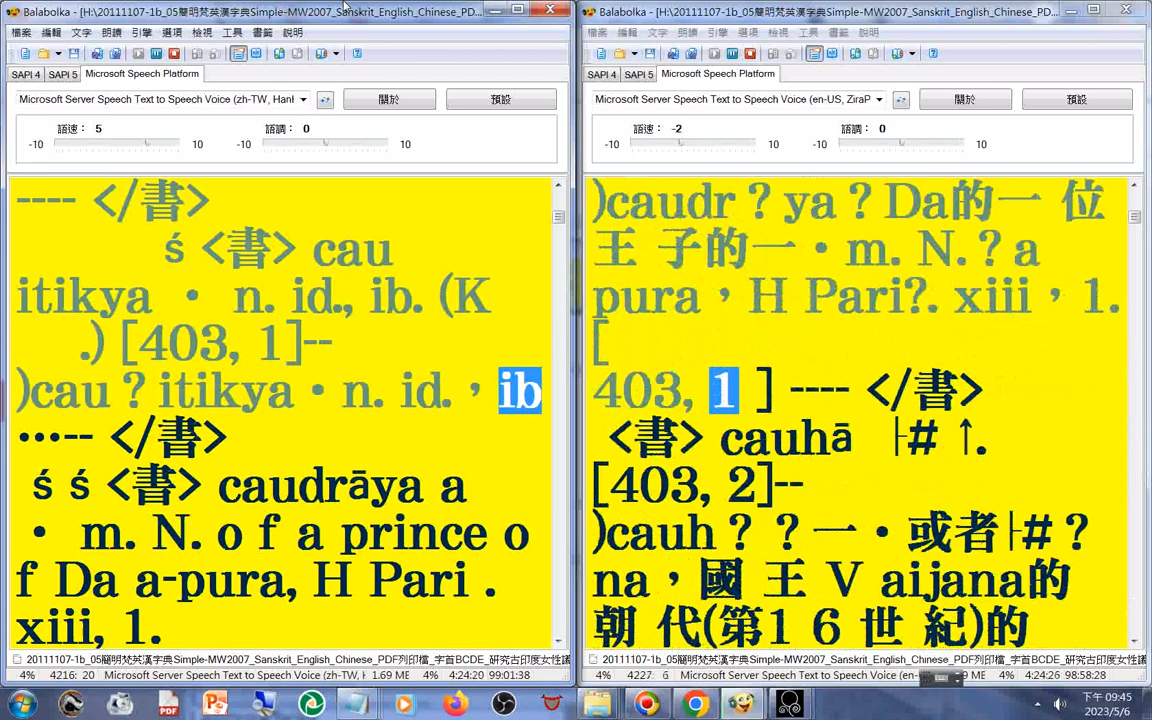 Balabolka - [H:\20111107-1b_05簡明梵英漢字典Simple-MW2007_Sanskrit_English_Chinese_PD...
檔案 編輯 文字 朗讀 引擎 選項 檢視 工具 書籤 說明
SAPI 4 SAPI 5 Microsoft Speech Platform
Microsoft Server Speech Text to Speech Voice (zh-TW, Hanl
關於 預設
語速： 5 語調： 0
-10 10 -10 10
---- </書>
ś <書> cau
itikya ‧ n. id., ib. (K
.) [403, 1]--
)cau？itikya‧n. id.，ib
…-- </書>
ś ś <書> caudrāya a
‧ m. N. o f a prince o
f Da a-pura, H Pari .
xiii, 1.
20111107-1b_05簡明梵英漢字典Simple-MW2007_Sanskrit_English_Chinese_PDF列印檔_字首BCDE_研究古印度女性議
4% 4216: 20 Microsoft Server Speech Text to Speech Voice (zh-TW, H 1.69 ME 4% 4:24:20 99:01:38
Balabolka - [H:\20111107-1b_05簡明梵英漢字典Simple-MW2007_Sanskrit_English_Chinese_PD...
檔案 編輯 文字 朗讀 引擎 選項 檢視 工具 書籤 說明
SAPI 4 SAPI 5 Microsoft Speech Platform
Microsoft Server Speech Text to Speech Voice (en-US, ZiraP
關於 預設
語速： -2 語調： 0
-10 10 -10 10
)caudr？ya？Da的一 位
王 子的一‧m. N.？a
pura，H Pari?. xiii，1.
[
403, 1 ] ---- </書>
<書> cauhā ├# ↑.
[403, 2]--
)cauh？？一‧或者├#？
na，國 王 V aijana的
朝 代(第1 6 世 紀)的
20111107-1b_05簡明梵英漢字典Simple-MW2007_Sanskrit_English_Chinese_PDF列印檔_字首BCDE_研究古印度女性議
4% 4227: 6 Microsoft Server Speech Text to Speech Voice ME 4% 4:24:26 98:58:28
下午 09:45
2023/5/6